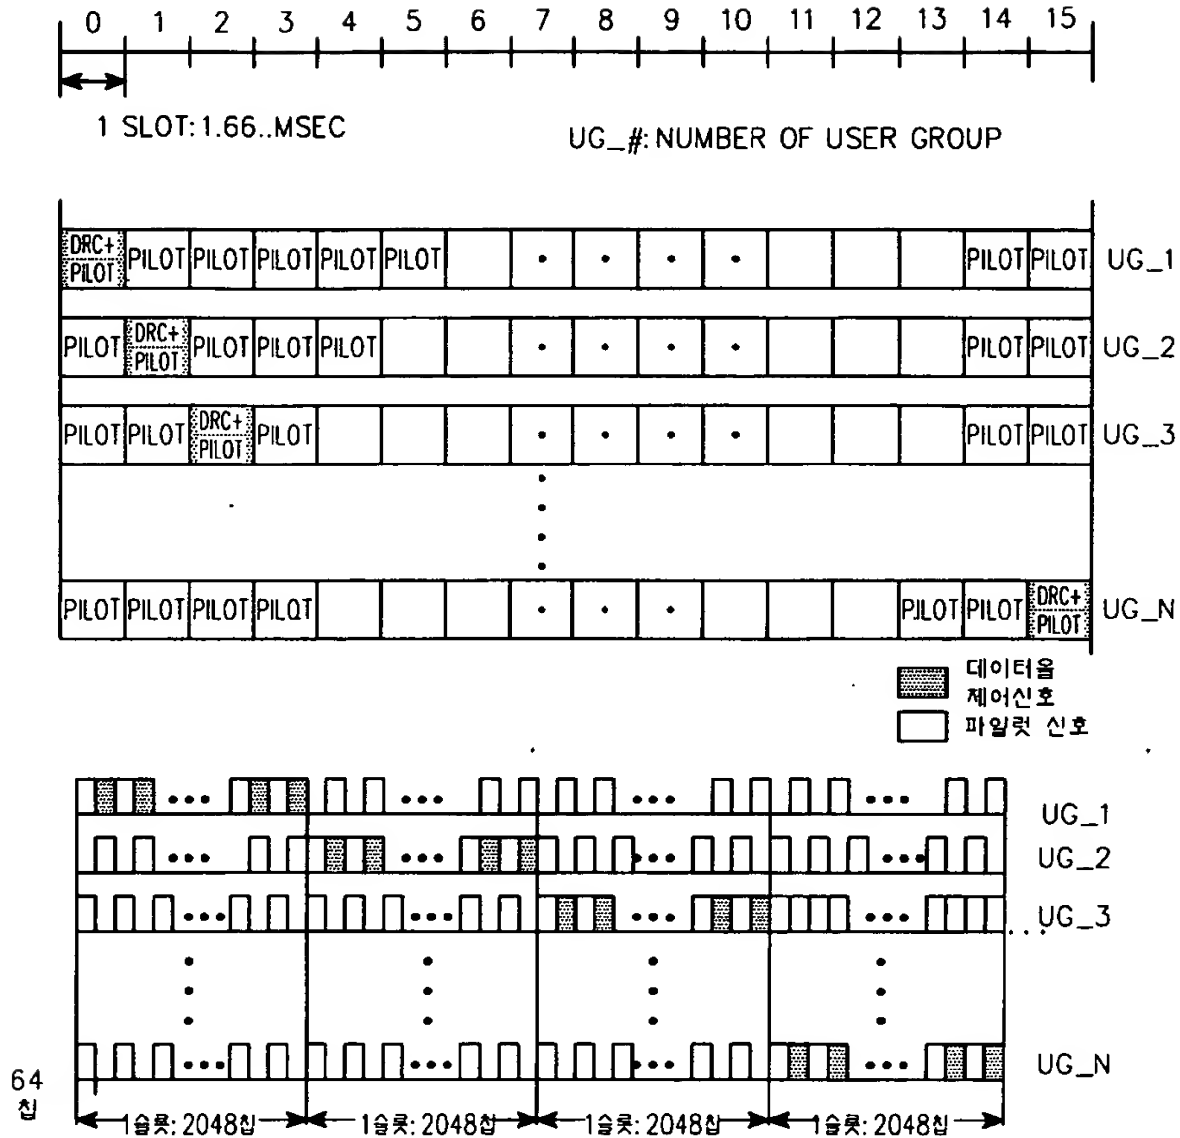 0 1 2 3 4 5 6 7 8 9 10 11 12 13 14 15
1 SLOT: 1.66..MSEC
UG_#: NUMBER OF USER GROUP
DRC+ PILOT PILOT PILOT PILOT PILOT PILOT PILOT PILOT UG_1
PILOT DRC+ PILOT PILOT PILOT PILOT PILOT PILOT UG_2
PILOT PILOT DRC+ PILOT PILOT PILOT PILOT UG_3
PILOT PILOT PILOT PILOT PILOT PILOT DRC+ PILOT UG_N
데이터율
제어신호
파일럿 신호
UG_1
UG_2
UG_3
UG_N
64
칩
1슬롯: 2048칩 1슬롯: 2048칩 1슬롯: 2048칩 1슬롯: 2048칩